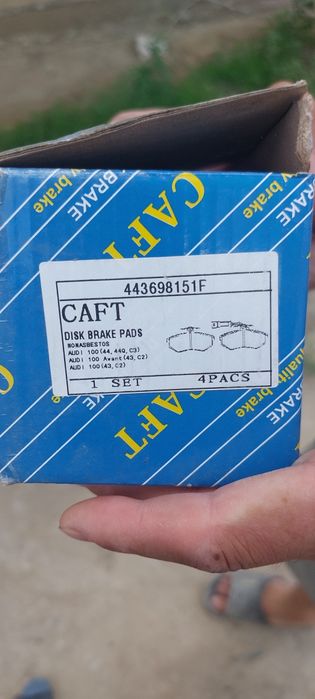 y brake
BRAKE
CAFT
443698151F
CAFT
DISK BRAKE PADS
NONASBESTOS
AUDI 100(44, 44Q, C3)
AUDI 100 Avant(43, C2)
AUDI 100(43, C2)
1 SET 4PACS
CAFT
quality brake